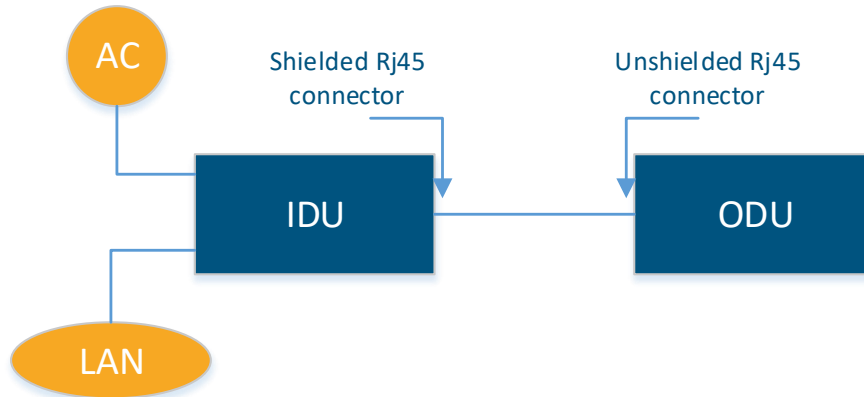 AC
Shielded Rj45
connector
Unshielded Rj45
connector
IDU
ODU
LAN